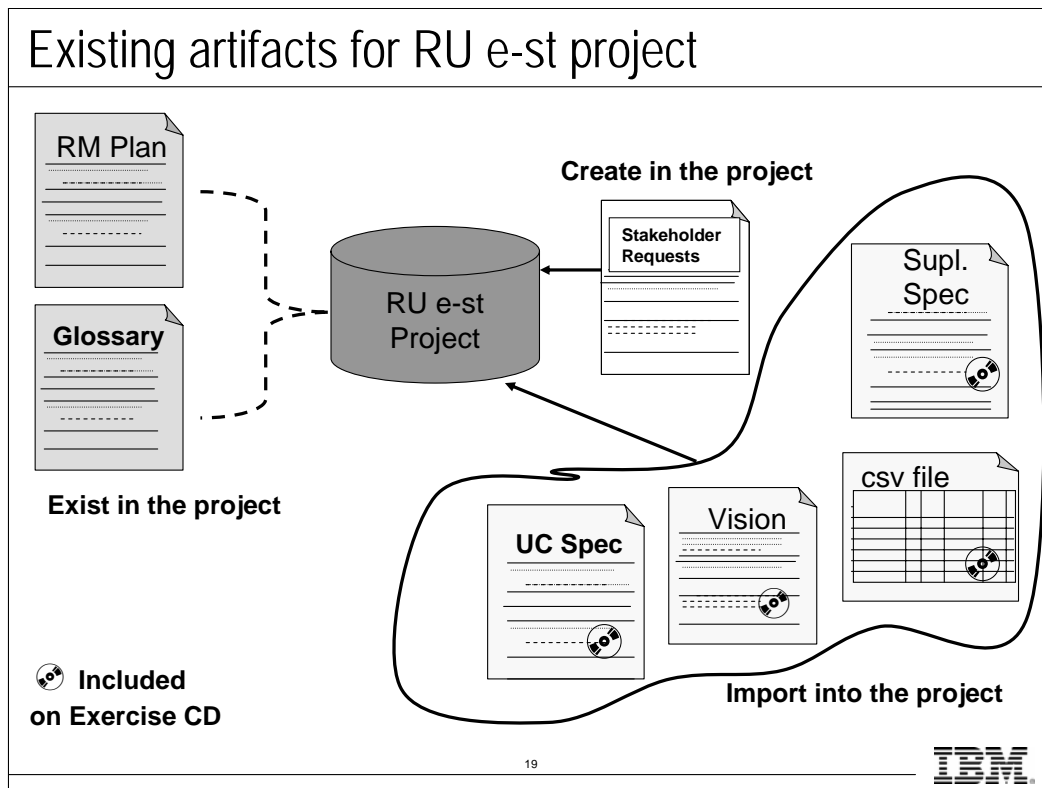 Existing artifacts for RU e-st project
RM Plan
Glossary
Exist in the project
RU e-st
Project
Create in the project
Stakeholder
Requests
Supl.
Spec
csv file
Vision
UC Spec
Import into the project
Included
on Exercise CD
19
IBM